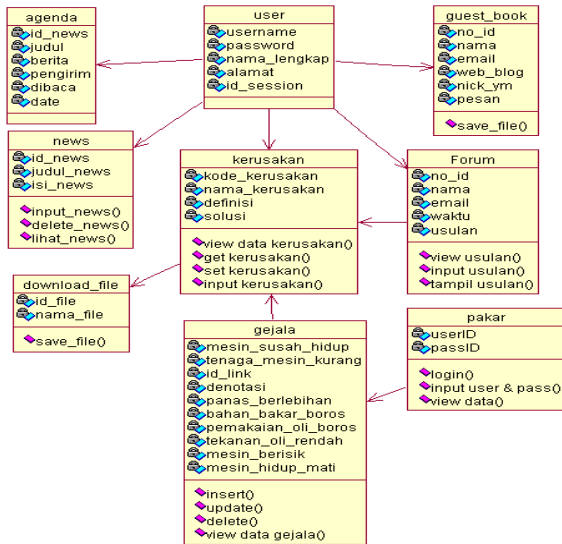 agenda
id_news
judul
berita
pengirim
dibaca
date
user
username
password
nama_lengkap
alamat
id_session
guest_book
no_id
nama
email
web_blog
nick_ym
pesan
save_file()
news
id_news
judul_news
isi_news
input_news()
delete_news()
lihat_news()
kerusakan
kode_kerusakan
nama_kerusakan
definisi
solusi
view data kerusakan()
get kerusakan()
set kerusakan()
input kerusakan()
Forum
no_id
nama
email
waktu
usulan
view usulan()
input usulan()
tampil usulan()
download_file
id_file
nama_file
save_file()
gejala
mesin_susah_hidup
tenaga_mesin_kurang
id_link
denotasi
panas_berlebihan
bahan_bakar_boros
pemakaian_oli_boros
tekanan_oli_rendah
mesin_berisik
mesin_hidup_mati
insert()
update()
delete()
view data gejala()
pakar
userID
passID
login()
input user & pass()
view data()